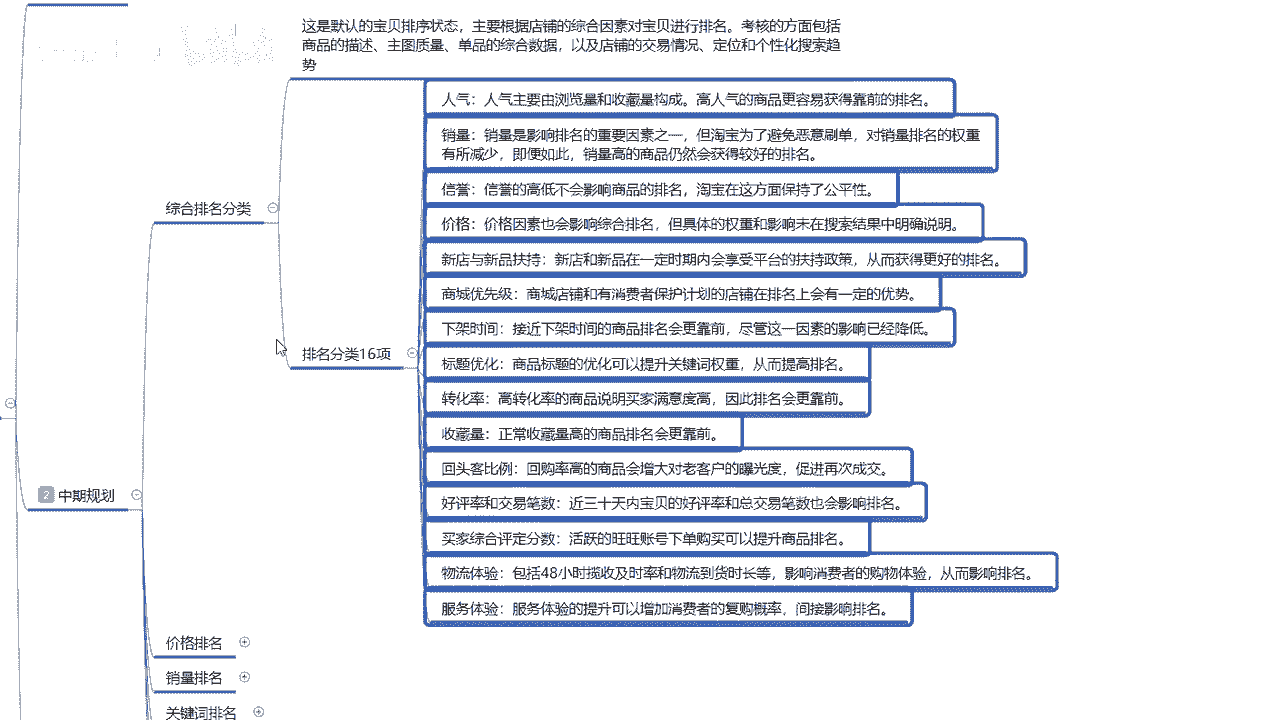 这是默认的宝贝排序状态，主要根据店铺的综合因素对宝贝进行排名。考核的方面包括
商品的描述、主图质量、单品的综合数据，以及店铺的交易情况、定位和个性化搜索趋
势
人气：人气主要由浏览量和收藏量构成。高人气的商品更容易获得靠前的排名。
销量：销量是影响排名的重要因素之一，但淘宝为了避免恶意刷单，对销量排名的权重
有所减少，即便如此，销量高的商品仍然会获得较好的排名。
信誉：信誉的高低不会影响商品的排名，淘宝在这方面保持了公平性。
综合排名分类
价格：价格因素也会影响综合排名，但具体的权重和影响未在搜索结果中明确说明。
新店与新品扶持：新店和新品在一定时期内会享受平台的扶持政策，从而获得更好的排名。
商城优先级：商城店铺和有消费者保护计划的店铺在排名上会有一定的优势。
下架时间：接近下架时间的商品排名会更靠前，尽管这一因素的影响已经降低。
排名分类16项
标题优化：商品标题的优化可以提升关键词权重，从而提高排名。
转化率：高转化率的商品说明买家满意度高，因此排名会更靠前。
收藏量：正常收藏量高的商品排名会更靠前。
回头客比例：回购率高的商品会增大对老客户的曝光度，促进再次成交。
2 中期规划
好评率和交易笔数：近三十天内宝贝的好评率和总交易笔数也会影响排名。
买家综合评定分数：活跃的旺旺账号下单购买可以提升商品排名。
物流体验：包括48小时揽收及时率和物流到货时长等，影响消费者的购物体验，从而影响排名。
服务体验：服务体验的提升可以增加消费者的复购概率，间接影响排名。
价格排名
销量排名
关键词排名